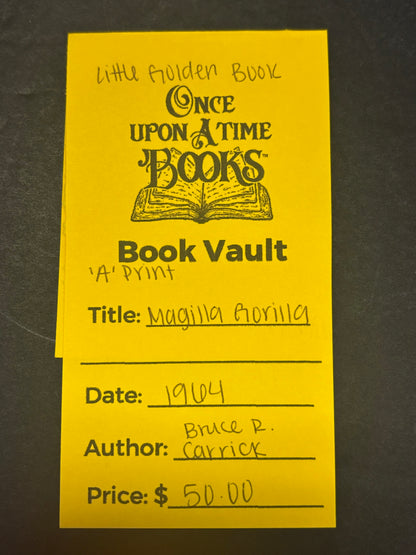 Little Golden Book
ONCE
UPON A TIME
BOOKS™
Book Vault
'A' Print
Title: Magilla Gorilla
Date: 1964
Bruce R.
Author: Carrick
Price: $ 50.00